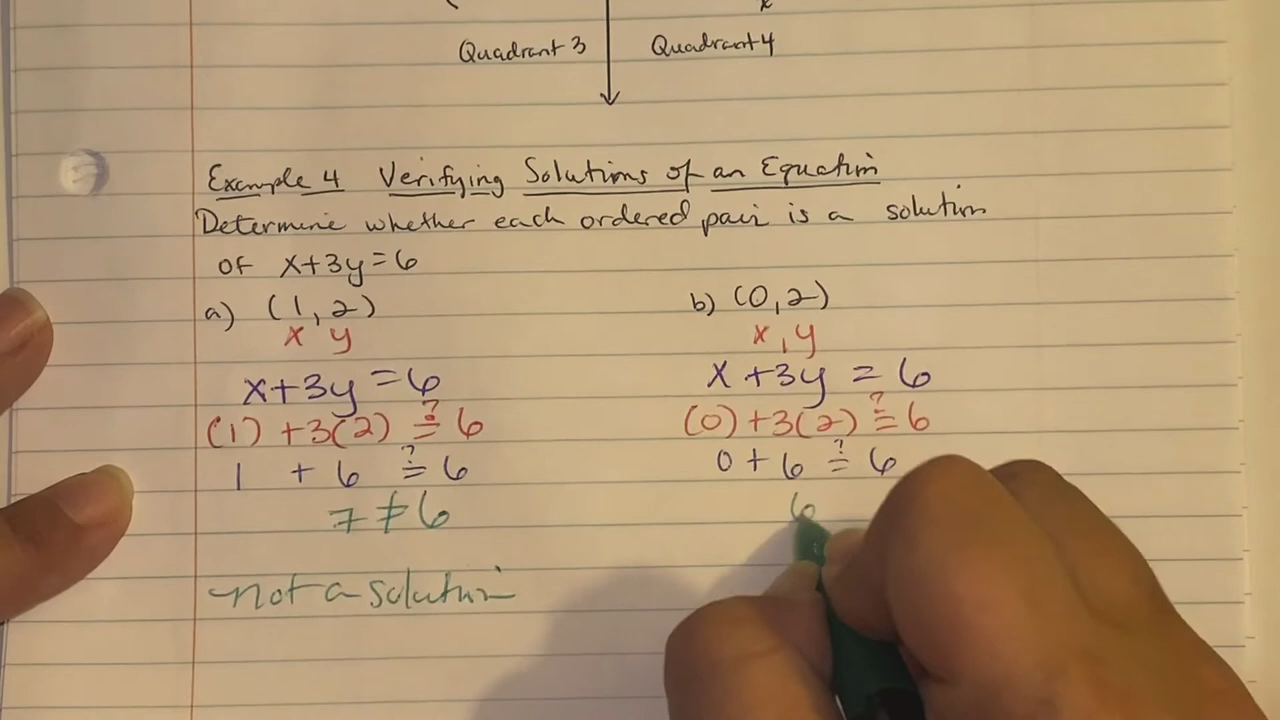 Quadrant 3 Quadrant 4
Example 4 Verifying Solutions of an Equation
Determine whether each ordered pair is a solution
of x+3y=6
a) (1,2)
x y
x+3y=6
(1)+3(2)≟6
1 + 6 ≟ 6
7≠6
not a solution
b) (0,2)
x,y
x+3y=6
(0)+3(2)≟6
0+6≟6
6